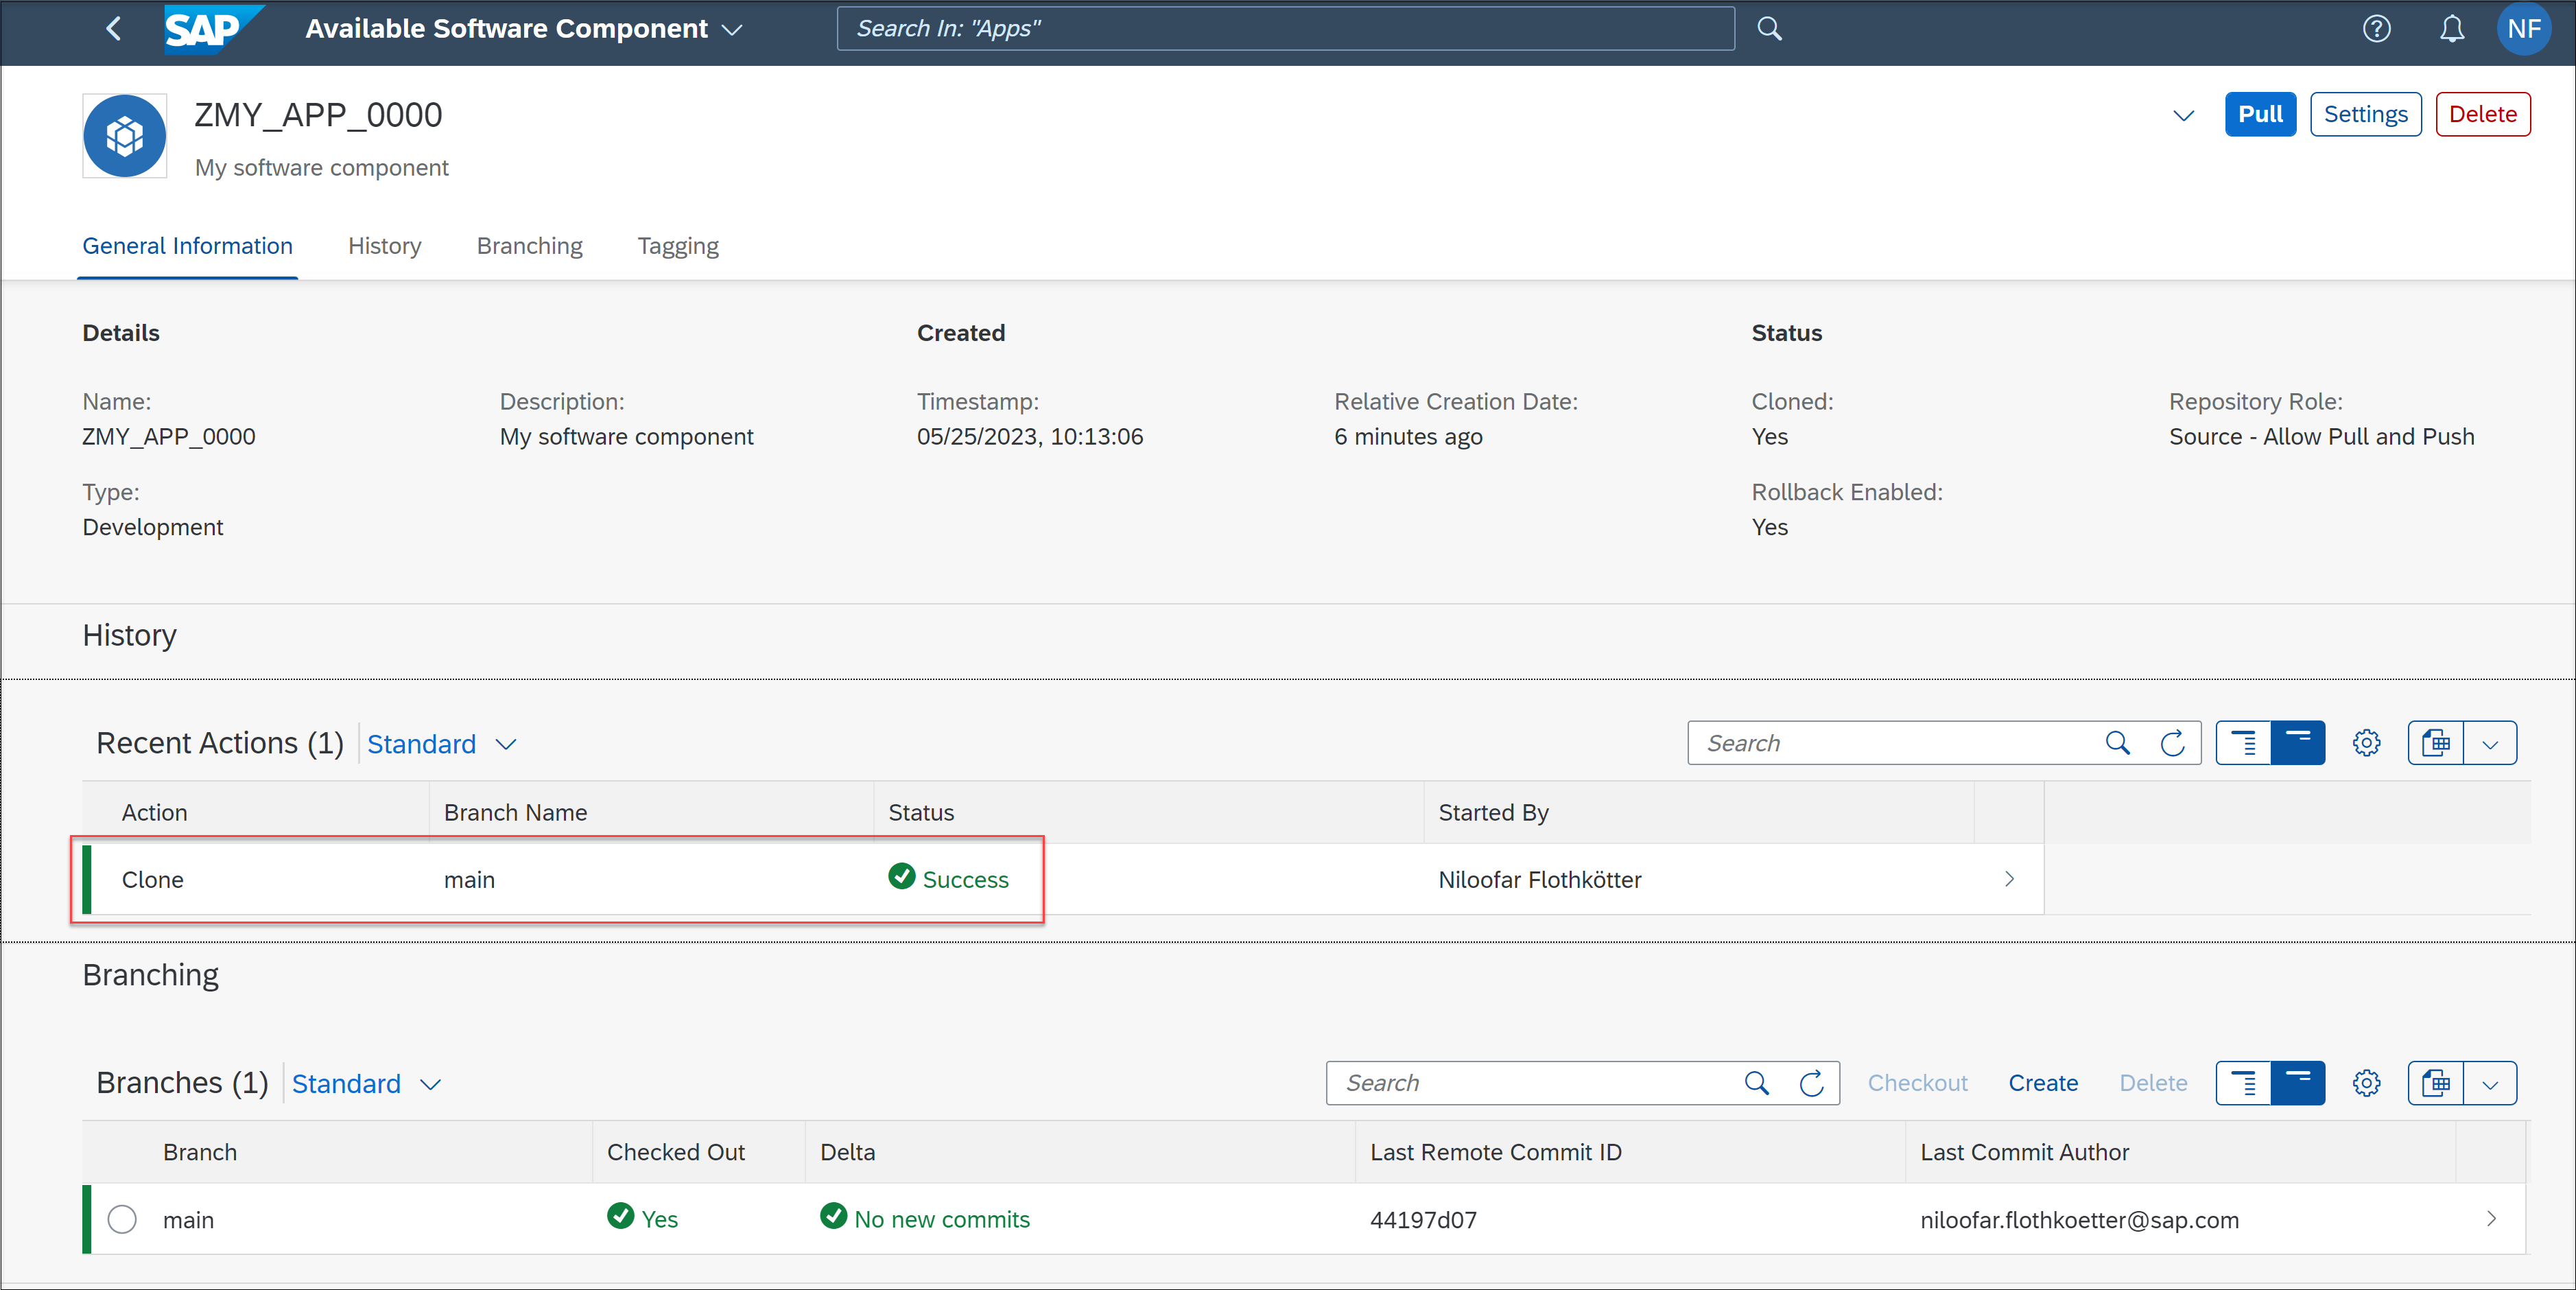 SAP Available Software Component Search In: "Apps" NF
ZMY_APP_0000 Pull Settings Delete
My software component
General Information History Branching Tagging
Details Created Status
Name: Description: Timestamp: Relative Creation Date: Cloned: Repository Role:
ZMY_APP_0000 My software component 05/25/2023, 10:13:06 6 minutes ago Yes Source - Allow Pull and Push
Type: Rollback Enabled:
Development Yes
History
Recent Actions (1) Standard Search
Action Branch Name Status Started By
Clone main Success Niloofar Flothkötter
Branching
Branches (1) Standard Search Checkout Create Delete
Branch Checked Out Delta Last Remote Commit ID Last Commit Author
main Yes No new commits 44197d07 niloofar.flothkoetter@sap.com